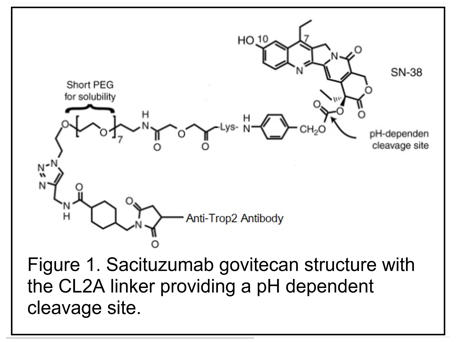 HO 10 7
N
N
O
SN-38
O
O
Short PEG
for solubility
O
O
7
H
N
O
O
O
Lys-
H
N
CH₂O
O
O
pH-dependen
cleavage site
N
N
N
O
N
H
O
N
O
Anti-Trop2 Antibody
Figure 1. Sacituzumab govitecan structure with
the CL2A linker providing a pH dependent
cleavage site.